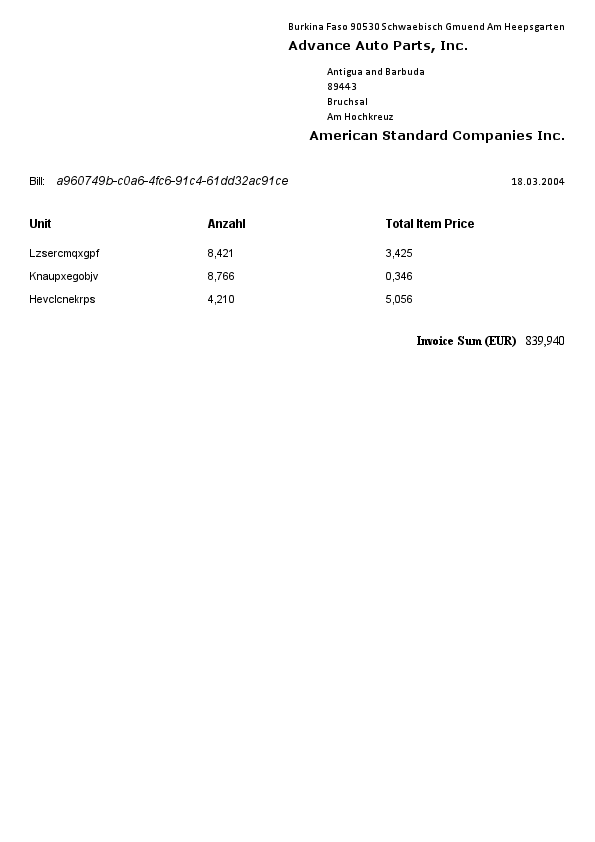 Burkina Faso 90530 Schwaebisch Gmuend Am Heepsgarten
Advance Auto Parts, Inc.
Antigua and Barbuda
89443
Bruchsal
Am Hochkreuz
American Standard Companies Inc.
Bill: a960749b-c0a6-4fc6-91c4-61dd32ac91ce 18.03.2004
Unit Anzahl Total Item Price
Lzsercmqxgpf 8,421 3,425
Knaupxegobjv 8,766 0,346
Hevclcnekrps 4,210 5,056
Invoice Sum (EUR) 839,940